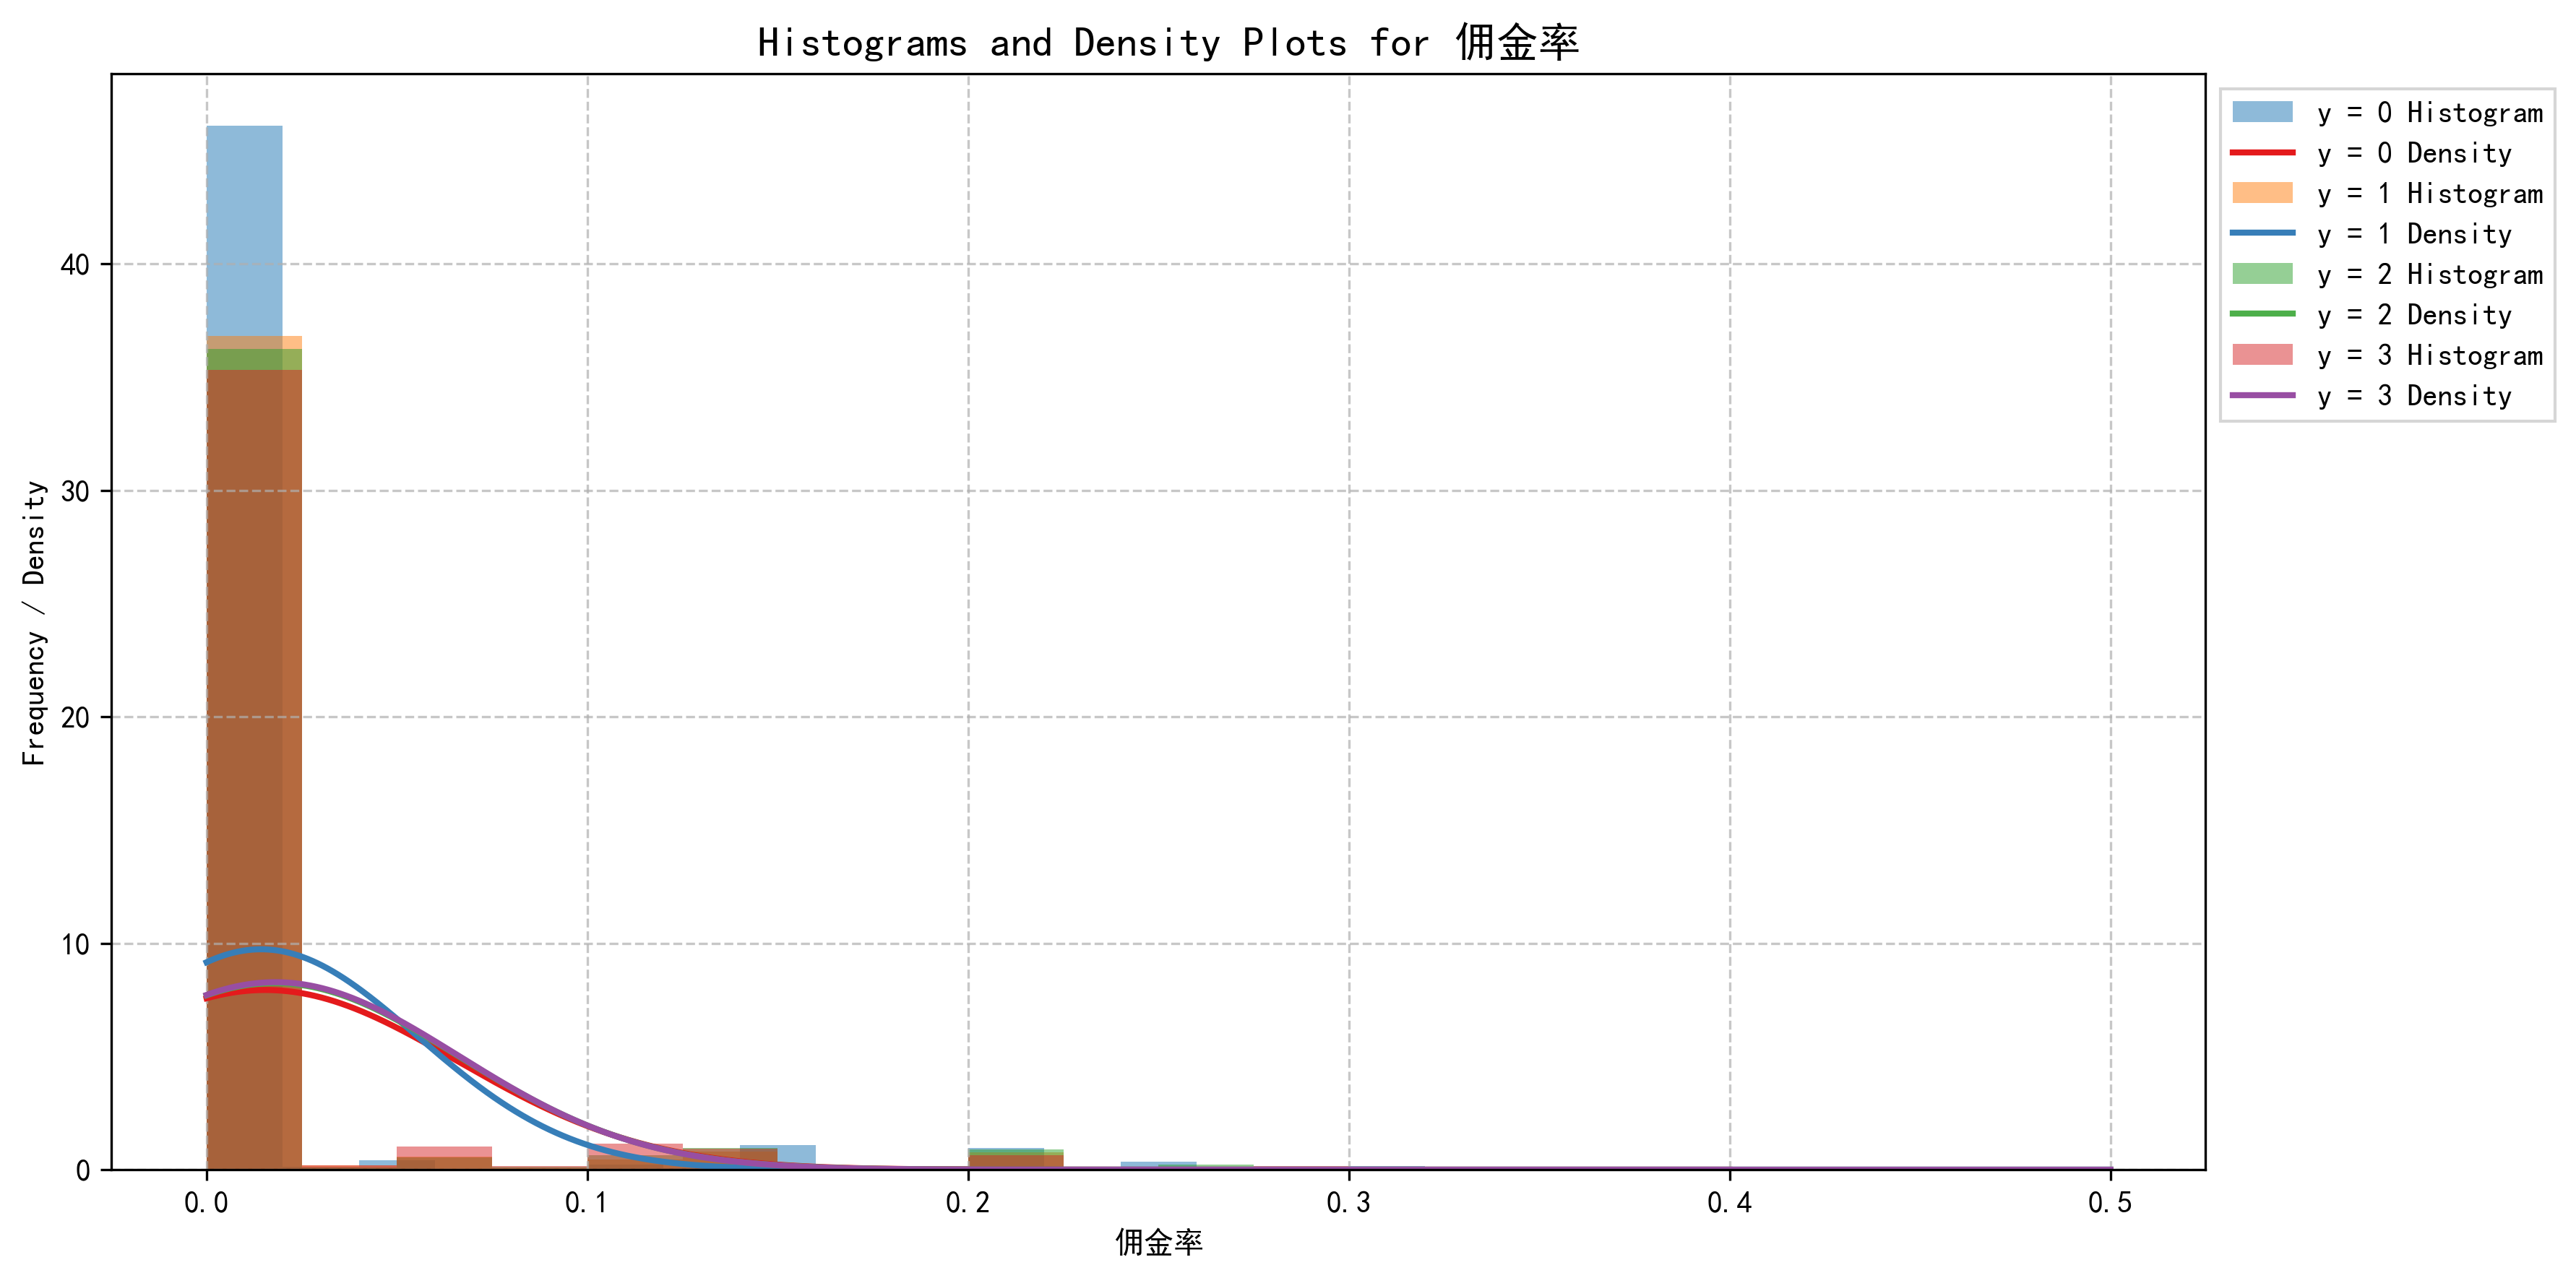 Histograms and Density Plots for 佣金率
Frequency / Density
40
30
20
10
0
0.0 0.1 0.2 0.3 0.4 0.5
佣金率
y = 0 Histogram
y = 0 Density
y = 1 Histogram
y = 1 Density
y = 2 Histogram
y = 2 Density
y = 3 Histogram
y = 3 Density